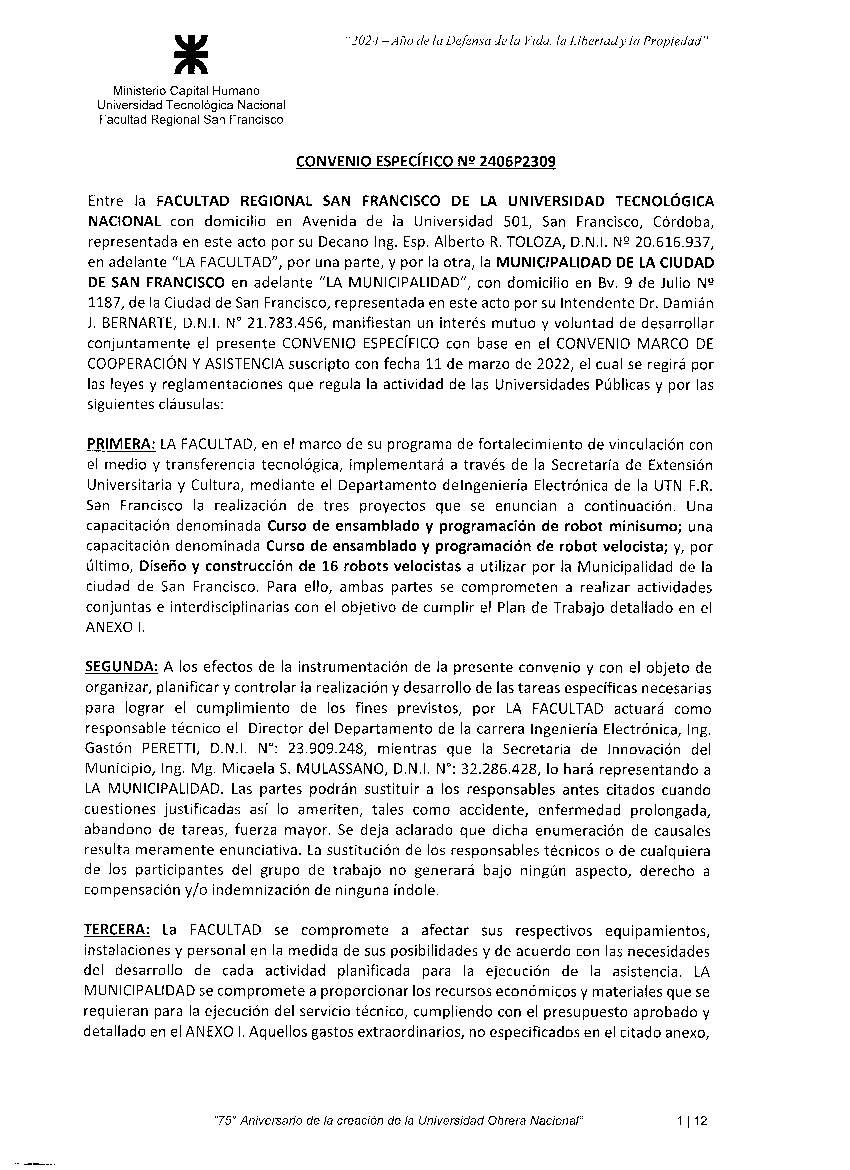 "2024 – Año de la Defensa de la Vida, la Libertad y la Propiedad"
Ministerio Capital Humano
Universidad Tecnológica Nacional
Facultad Regional San Francisco
CONVENIO ESPECÍFICO Nº 2406P2309
Entre la FACULTAD REGIONAL SAN FRANCISCO DE LA UNIVERSIDAD TECNOLÓGICA
NACIONAL con domicilio en Avenida de la Universidad 501, San Francisco, Córdoba,
representada en este acto por su Decano Ing. Esp. Alberto R. TOLOZA, D.N.I. Nº 20.616.937,
en adelante "LA FACULTAD", por una parte, y por la otra, la MUNICIPALIDAD DE LA CIUDAD
DE SAN FRANCISCO en adelante "LA MUNICIPALIDAD", con domicilio en Bv. 9 de Julio Nº
1187, de la Ciudad de San Francisco, representada en este acto por su Intendente Dr. Damián
J. BERNARTE, D.N.I. N° 21.783.456, manifiestan un interés mutuo y voluntad de desarrollar
conjuntamente el presente CONVENIO ESPECÍFICO con base en el CONVENIO MARCO DE
COOPERACIÓN Y ASISTENCIA suscripto con fecha 11 de marzo de 2022, el cual se regirá por
las leyes y reglamentaciones que regula la actividad de las Universidades Públicas y por las
siguientes cláusulas:
PRIMERA: LA FACULTAD, en el marco de su programa de fortalecimiento de vinculación con
el medio y transferencia tecnológica, implementará a través de la Secretaría de Extensión
Universitaria y Cultura, mediante el Departamento deIngeniería Electrónica de la UTN F.R.
San Francisco la realización de tres proyectos que se enuncian a continuación. Una
capacitación denominada Curso de ensamblado y programación de robot minisumo; una
capacitación denominada Curso de ensamblado y programación de robot velocista; y, por
último, Diseño y construcción de 16 robots velocistas a utilizar por la Municipalidad de la
ciudad de San Francisco. Para ello, ambas partes se comprometen a realizar actividades
conjuntas e interdisciplinarias con el objetivo de cumplir el Plan de Trabajo detallado en el
ANEXO I.
SEGUNDA: A los efectos de la instrumentación de la presente convenio y con el objeto de
organizar, planificar y controlar la realización y desarrollo de las tareas específicas necesarias
para lograr el cumplimiento de los fines previstos, por LA FACULTAD actuará como
responsable técnico el Director del Departamento de la carrera Ingeniería Electrónica, Ing.
Gastón PERETTI, D.N.I. N°: 23.909.248, mientras que la Secretaria de Innovación del
Municipio, Ing. Mg. Micaela S. MULASSANO, D.N.I. N°: 32.286.428, lo hará representando a
LA MUNICIPALIDAD. Las partes podrán sustituir a los responsables antes citados cuando
cuestiones justificadas así lo ameriten, tales como accidente, enfermedad prolongada,
abandono de tareas, fuerza mayor. Se deja aclarado que dicha enumeración de causales
resulta meramente enunciativa. La sustitución de los responsables técnicos o de cualquiera
de los participantes del grupo de trabajo no generará bajo ningún aspecto, derecho a
compensación y/o indemnización de ninguna índole.
TERCERA: La FACULTAD se compromete a afectar sus respectivos equipamientos,
instalaciones y personal en la medida de sus posibilidades y de acuerdo con las necesidades
del desarrollo de cada actividad planificada para la ejecución de la asistencia. LA
MUNICIPALIDAD se compromete a proporcionar los recursos económicos y materiales que se
requieran para la ejecución del servicio técnico, cumpliendo con el presupuesto aprobado y
detallado en el ANEXO I. Aquellos gastos extraordinarios, no especificados en el citado anexo,
"75° Aniversario de la creación de la Universidad Obrera Nacional" 1 | 12